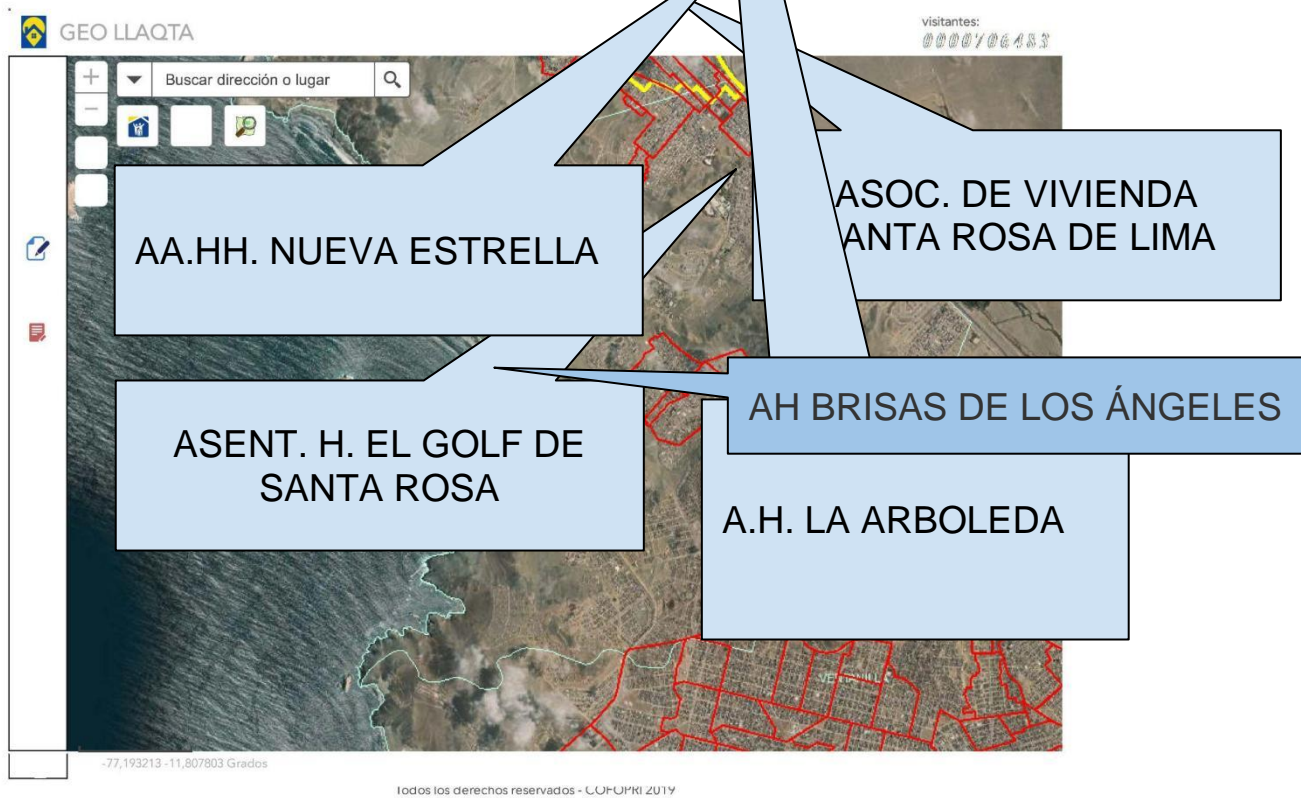 GEO LLAQTA
visitantes:
Buscar dirección o lugar
ASOC. DE VIVIENDA
ANTA ROSA DE LIMA
AA.HH. NUEVA ESTRELLA
AH BRISAS DE LOS ÁNGELES
ASENT. H. EL GOLF DE
SANTA ROSA
A.H. LA ARBOLEDA
-77,193213 -11,807803 Grados
Todos los derechos reservados - COFOPRI 2019